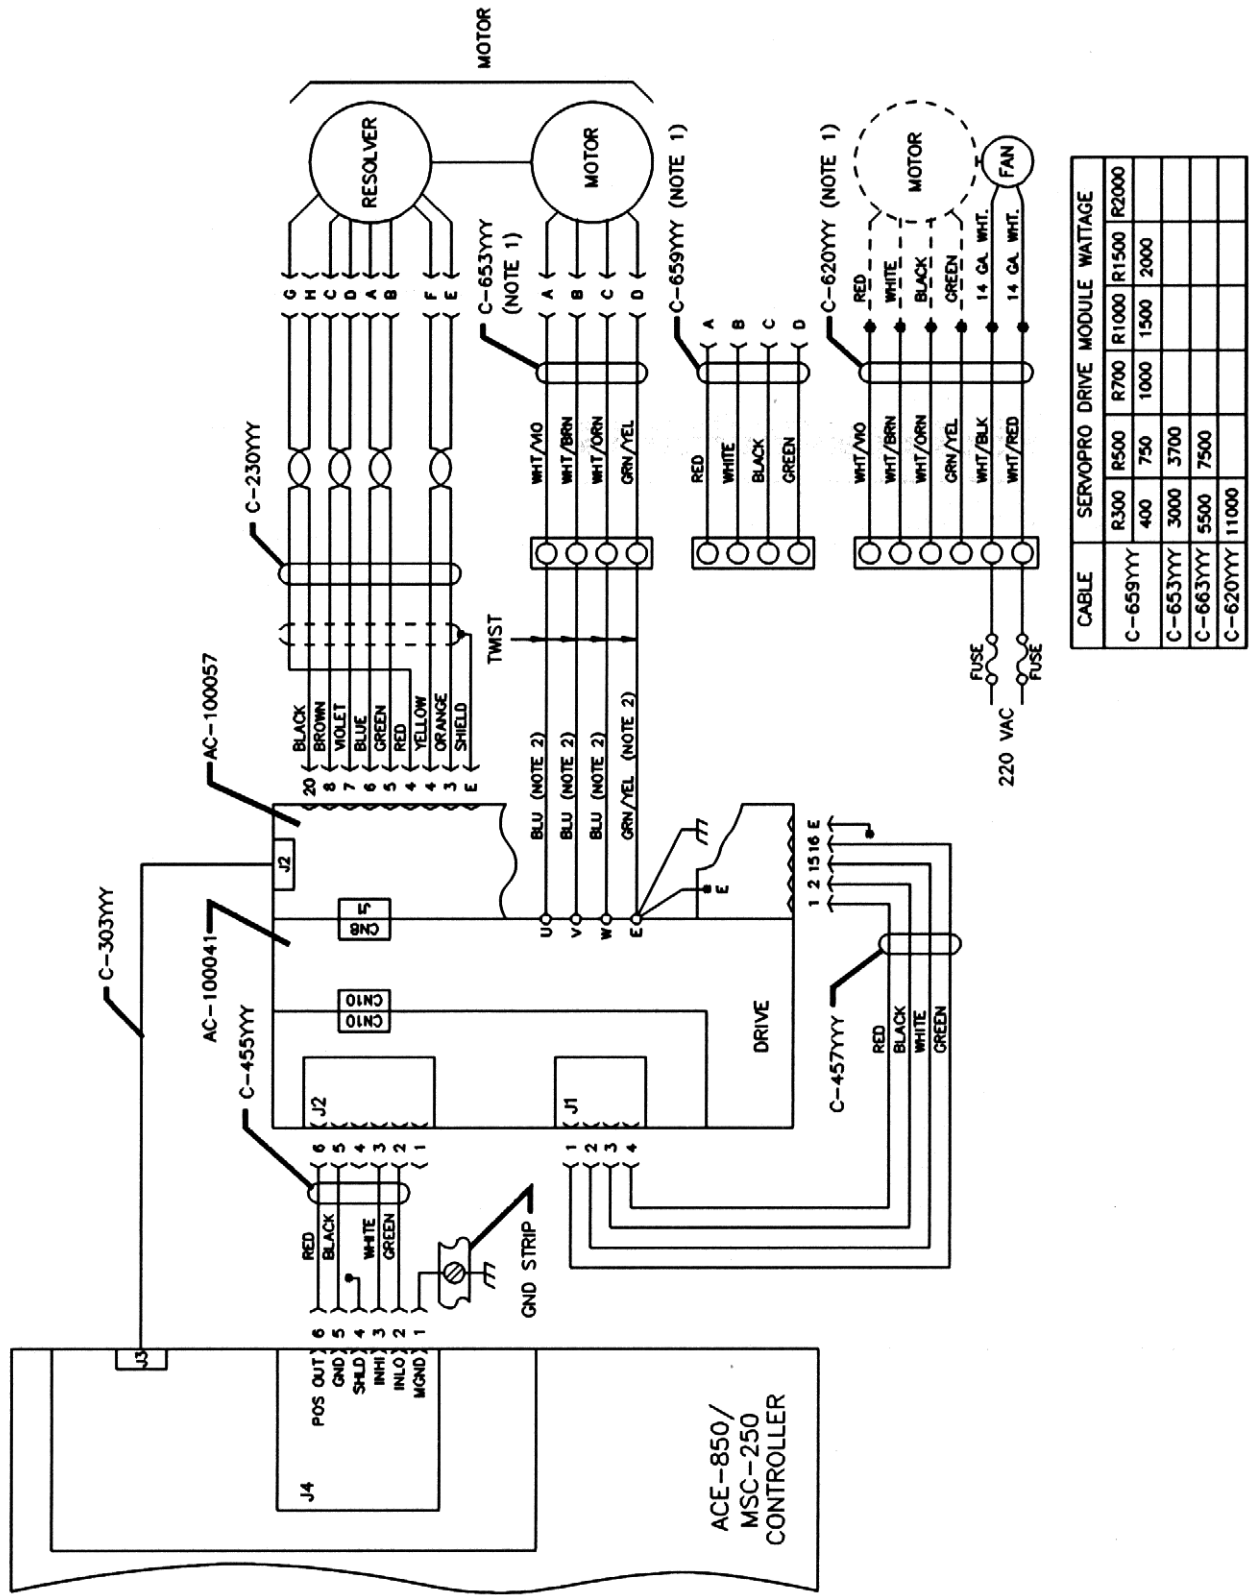 ACE-850/
MSC-250
CONTROLLER
J3
J4
POS OUT
GND
SHLD
INHI
INLO
MGND
6
5
4
3
2
1
RED
BLACK
WHITE
GREEN
GND STRIP
C-303YYY
C-455YYY
AC-100041
AC-100057
6
5
4
3
2
1
J2
1
2
3
4
J1
CN10
CN10
CN8
J2
DRIVE
U
V
W
E
E
1
2
15
16
E
C-457YYY
RED
BLACK
WHITE
GREEN
20
8
7
6
5
4
4
3
E
BLACK
BROWN
VIOLET
BLUE
GREEN
RED
YELLOW
ORANGE
SHIELD
C-230YYY
G
H
C
D
A
B
F
E
RESOLVER
MOTOR
BLU (NOTE 2)
BLU (NOTE 2)
BLU (NOTE 2)
GRN/YEL (NOTE 2)
TWIST
WHT/VIO
WHT/BRN
WHT/ORN
GRN/YEL
C-653YYY
(NOTE 1)
A
B
C
D
MOTOR
RED
WHITE
BLACK
GREEN
A
B
C
D
C-659YYY (NOTE 1)
220 VAC
FUSE
FUSE
WHT/VIO
WHT/BRN
WHT/ORN
GRN/YEL
WHT/BLK
WHT/RED
C-620YYY (NOTE 1)
RED
WHITE
BLACK
GREEN
14 GA. WHT.
14 GA. WHT.
MOTOR
FAN
CABLE SERVOPRO DRIVE MODULE WATTAGE
C-659YYY R300 R500 R700 R1000 R1500 R2000
400 750 1000 1500 2000
C-653YYY 3000 3700
C-663YYY 5500 7500
C-620YYY 11000